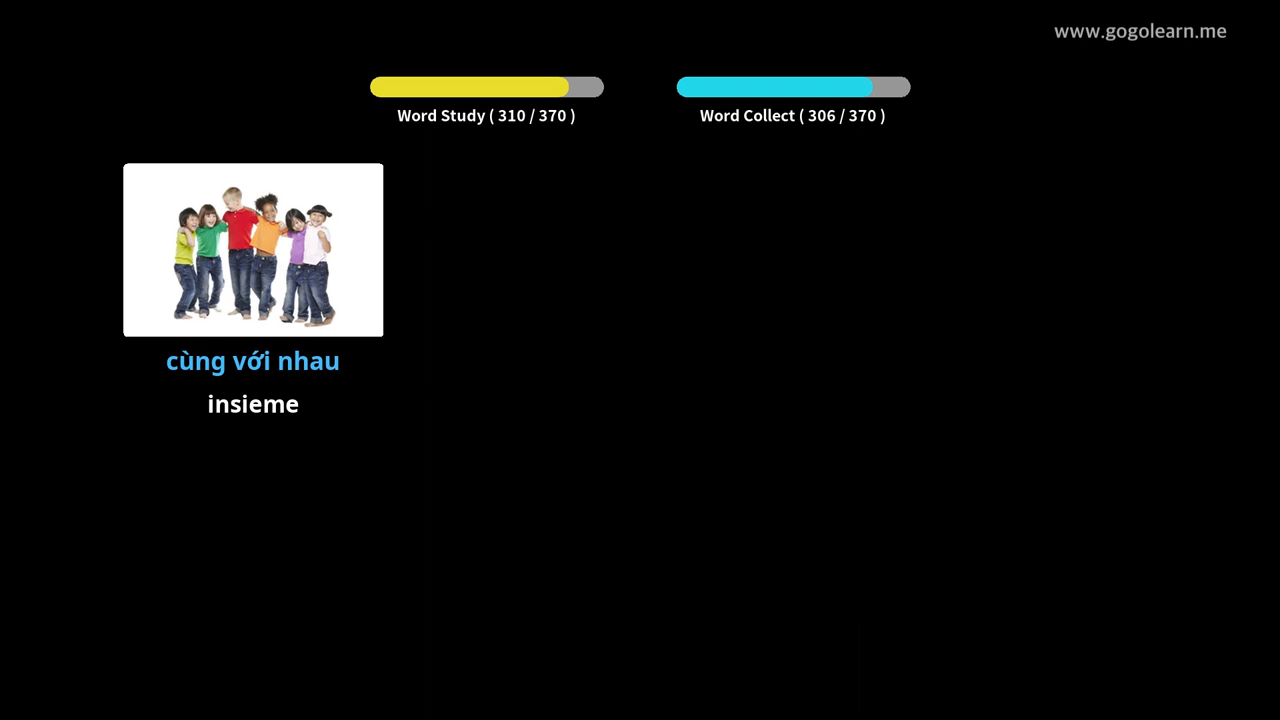 www.gogolearn.me
Word Study ( 310 / 370 )
Word Collect ( 306 / 370 )
cùng với nhau
insieme